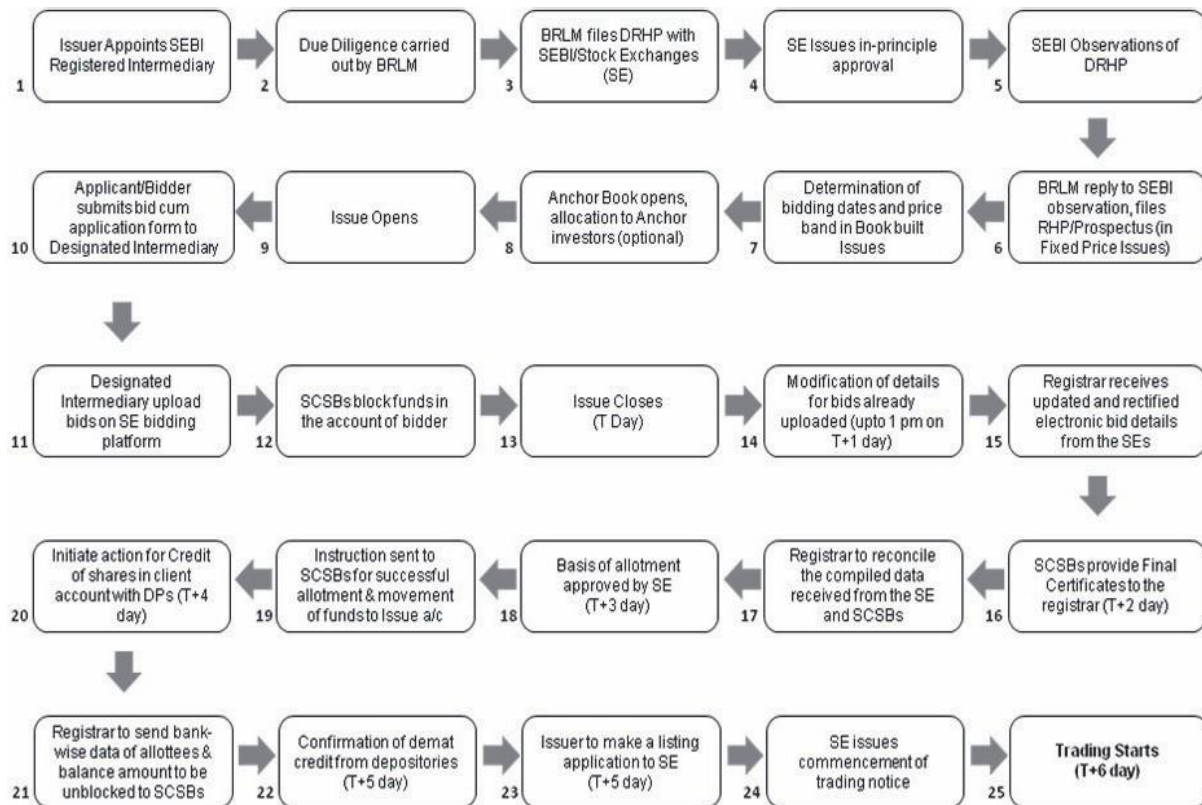 Issuer Appoints SEBI
Registered Intermediary
1
Due Diligence carried
out by BRLM
2
BRLM files DRHP with
SEBI/Stock Exchanges
(SE)
3
SE Issues in-principle
approval
4
SEBI Observations of
DRHP
5
BRLM reply to SEBI
observation, files
RHP/Prospectus (in
Fixed Price Issues)
6
Determination of
bidding dates and price
band in Book built
Issues
7
Anchor Book opens,
allocation to Anchor
investors (optional)
8
Issue Opens
9
Applicant/Bidder
submits bid cum
application form to
Designated Intermediary
10
Designated
Intermediary upload
bids on SE bidding
platform
11
SCSBs block funds in
the account of bidder
12
Issue Closes
(T Day)
13
Modification of details
for bids already
uploaded (upto 1 pm on
T+1 day)
14
Registrar receives
updated and rectified
electronic bid details
from the SEs
15
SCSBs provide Final
Certificates to the
registrar (T+2 day)
16
Registrar to reconcile
the compiled data
received from the SE
and SCSBs
17
Basis of allotment
approved by SE
(T+3 day)
18
Instruction sent to
SCSBs for successful
allotment & movement
of funds to Issue a/c
19
Initiate action for Credit
of shares in client
account with DPs (T+4
day)
20
Registrar to send bank-
wise data of allottees &
balance amount to be
unblocked to SCSBs
21
Confirmation of demat
credit from depositories
(T+5 day)
22
Issuer to make a listing
application to SE
(T+5 day)
23
SE issues
commencement of
trading notice
24
Trading Starts
(T+6 day)
25